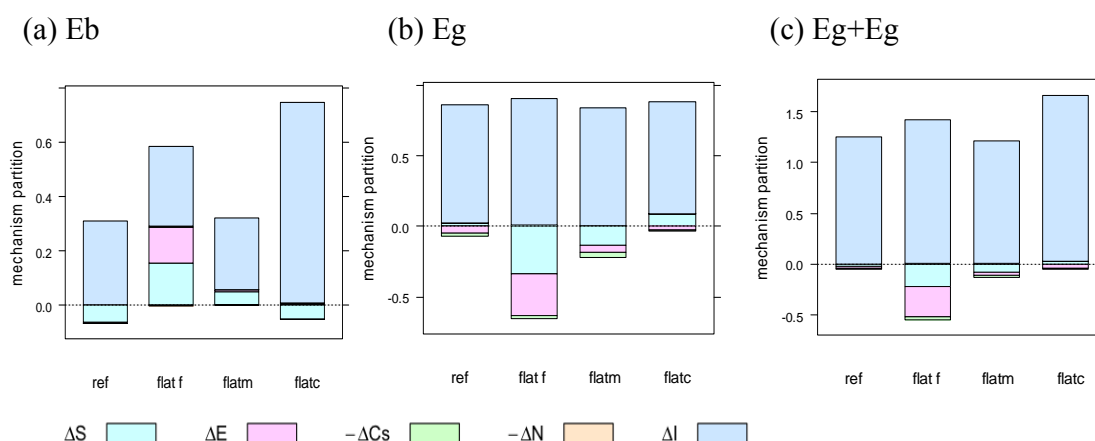 (a) Eb
(b) Eg
(c) Eg+Eg
mechanism partition
0.6
0.4
0.2
0.0
ref
flat f
flatm
flatc
mechanism partition
0.5
0.0
-0.5
ref
flat f
flatm
flatc
mechanism partition
1.5
1.0
0.5
0.0
-0.5
ref
flat f
flatm
flatc
ΔS
ΔE
−ΔCs
−ΔN
ΔI